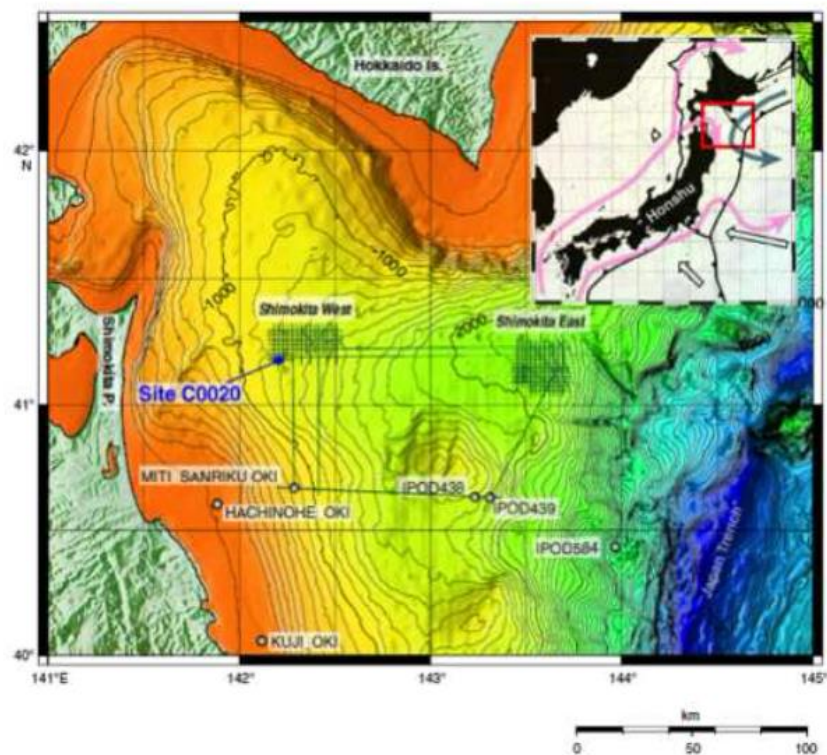 Hokkaido Is.
42°
N
Honshu
-1000
-1000
Shimokita West
-2000
Shimokita East
Shimokita P.
41°
Site C0020
MITI SANRIKU OKI
IPOD438
HACHINOHE OKI
IPOD439
IPOD584
Japan Trench
40°
KUJI OKI
141°E
142°
143°
144°
145°
km
0
50
100